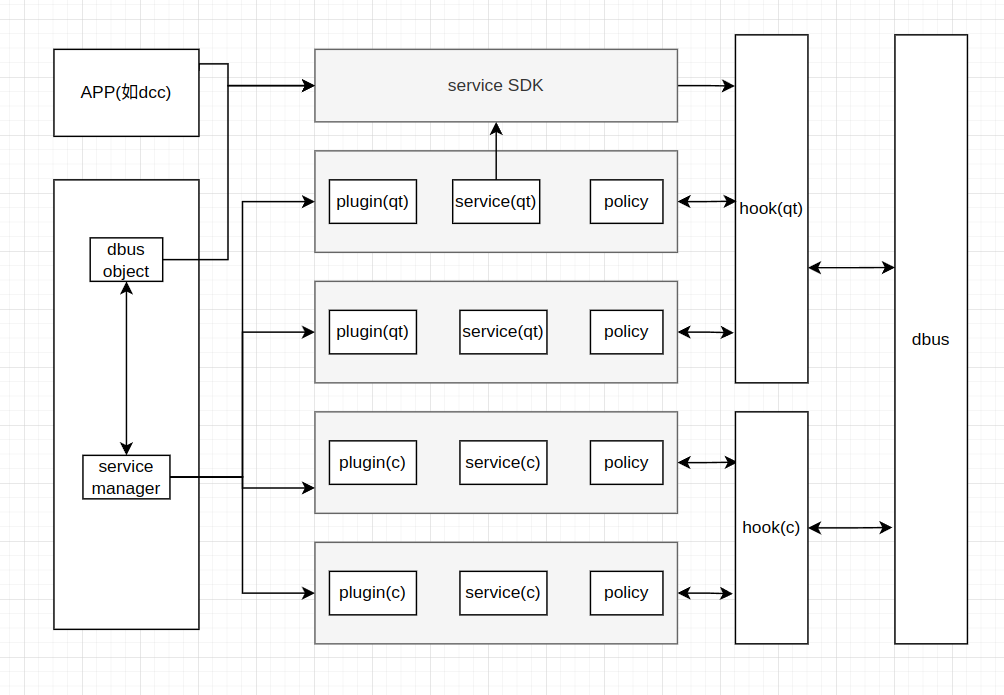 APP(如dcc)
service SDK
plugin(qt)
service(qt)
policy
hook(qt)
dbus
object
plugin(qt)
service(qt)
policy
dbus
plugin(c)
service(c)
policy
service
manager
hook(c)
plugin(c)
service(c)
policy